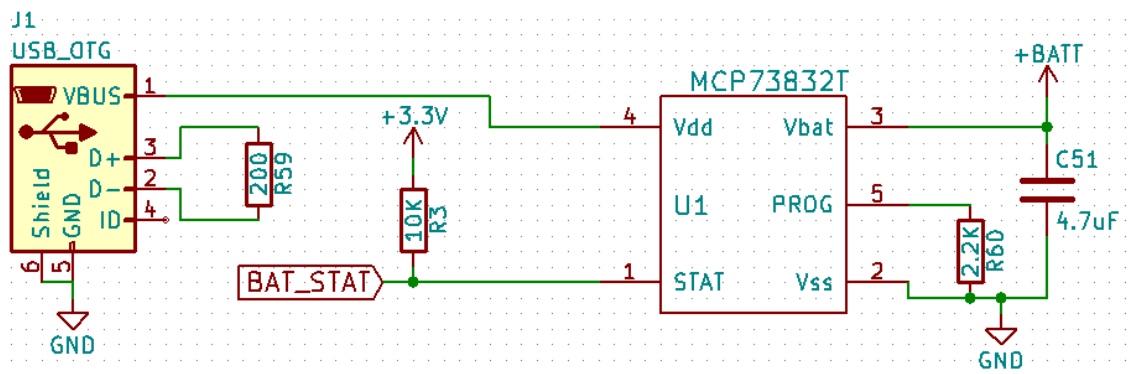 J1
USB_OTG
VBUS 1
D+ 3
D- 2
ID 4
Shield
GND
6
5
GND
200
R59
+3.3V
10K
R3
BAT_STAT
MCP73832T
4 Vdd
Vbat 3
U1
PROG 5
1 STAT
Vss 2
+BATT
C51
4.7uF
2.2K
R60
GND